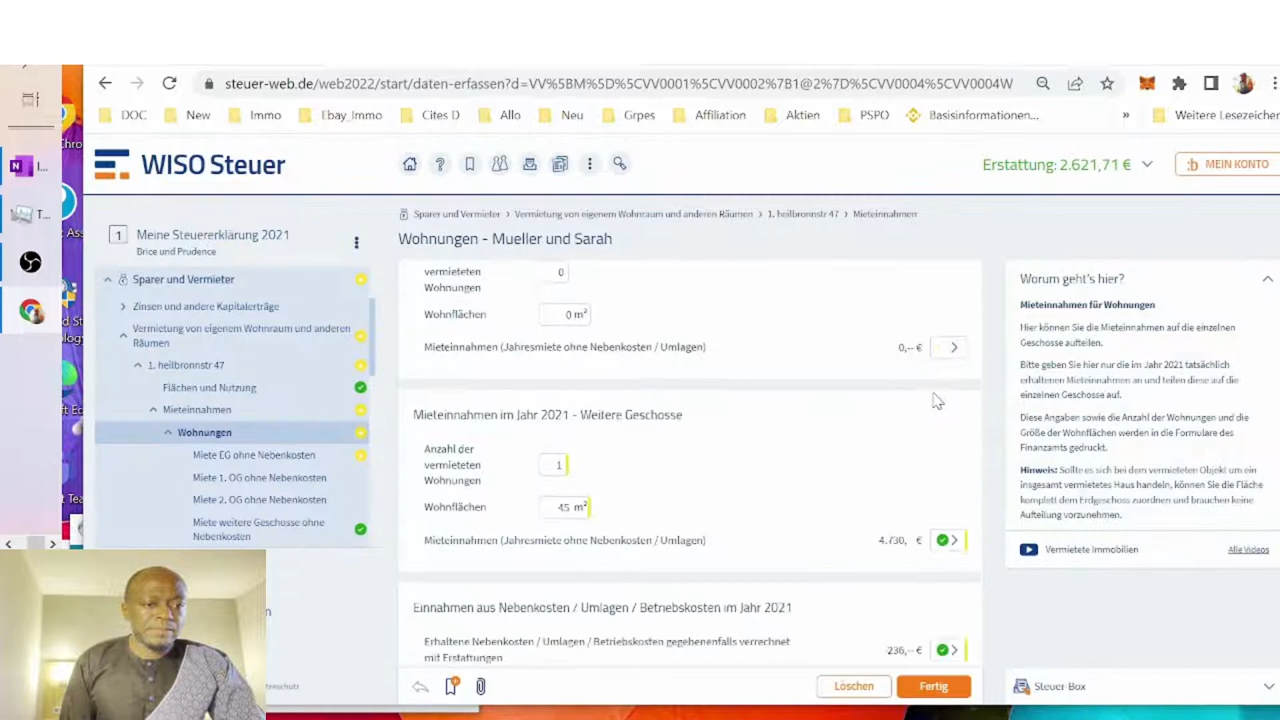 steuer-web.de/web2022/start/daten-erfassen?d=VV%5BM%5D%5CVV0001%5CVV0002%7B1@2%7D%5CVV0004%5CVV0004W
DOC New Immo Ebay_Immo Cites D Allo Neu Grpes Affiliation Aktien PSPO Basisinformationen... » Weitere Lesezeichen
WISO Steuer
Erstattung: 2.621,71 €
MEIN KONTO
1 Meine Steuererklärung 2021
Brice und Prudence
Sparer und Vermieter
Zinsen und andere Kapitalerträge
Vermietung von eigenem Wohnraum und anderen
Räumen
1. heilbronnstr 47
Flächen und Nutzung
Mieteinnahmen
Wohnungen
Miete EG ohne Nebenkosten
Miete 1. OG ohne Nebenkosten
Miete 2. OG ohne Nebenkosten
Miete weitere Geschosse ohne
Nebenkosten
Sparer und Vermieter > Vermietung von eigenem Wohnraum und anderen Räumen > 1. heilbronnstr 47 > Mieteinnahmen
Wohnungen - Mueller und Sarah
vermieteten 0
Wohnungen
Wohnflächen 0 m²
Mieteinnahmen (Jahresmiete ohne Nebenkosten / Umlagen) 0,-- €
Mieteinnahmen im Jahr 2021 - Weitere Geschosse
Anzahl der
vermieteten 1
Wohnungen
Wohnflächen 45 m²
Mieteinnahmen (Jahresmiete ohne Nebenkosten / Umlagen) 4.730, €
Einnahmen aus Nebenkosten / Umlagen / Betriebskosten im Jahr 2021
Erhaltene Nebenkosten / Umlagen / Betriebskosten gegebenenfalls verrechnet
mit Erstattungen 236,-- €
Löschen Fertig
Worum geht's hier?
Mieteinnahmen für Wohnungen
Hier können Sie die Mieteinnahmen auf die einzelnen
Geschosse aufteilen.
Bitte geben Sie hier nur die im Jahr 2021 tatsächlich
erhaltenen Mieteinnahmen an und teilen diese auf die
einzelnen Geschosse auf.
Diese Angaben sowie die Anzahl der Wohnungen und die
Größe der Wohnflächen werden in die Formulare des
Finanzamts gedruckt.
Hinweis: Sollte es sich bei dem vermieteten Objekt um ein
insgesamt vermietetes Haus handeln, können Sie die Fläche
komplett dem Erdgeschoss zuordnen und brauchen keine
Aufteilung vorzunehmen.
Vermietete Immobilien Alle Videos
Steuer-Box